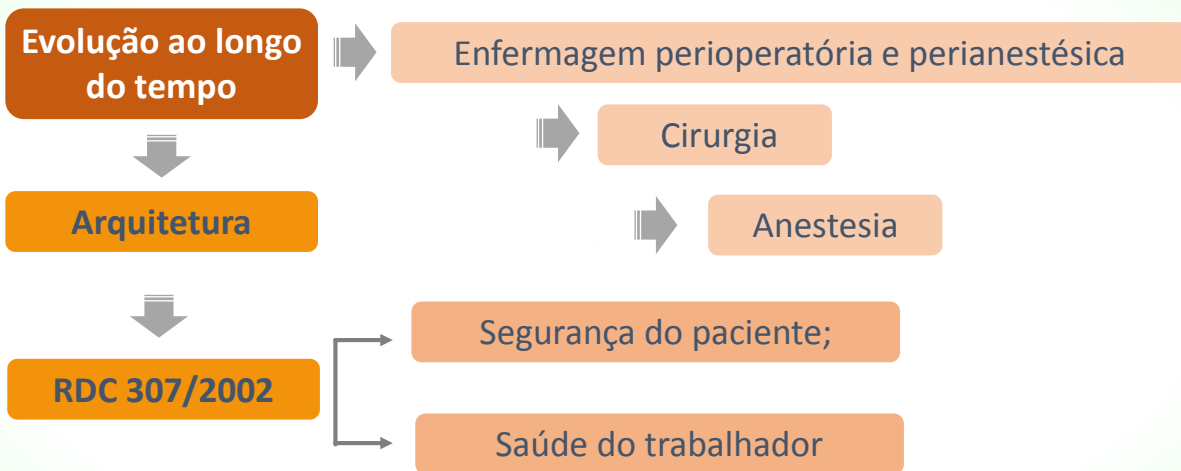 Evolução ao longo
do tempo
Enfermagem perioperatória e perianestésica
Cirurgia
Arquitetura
Anestesia
Segurança do paciente;
RDC 307/2002
Saúde do trabalhador